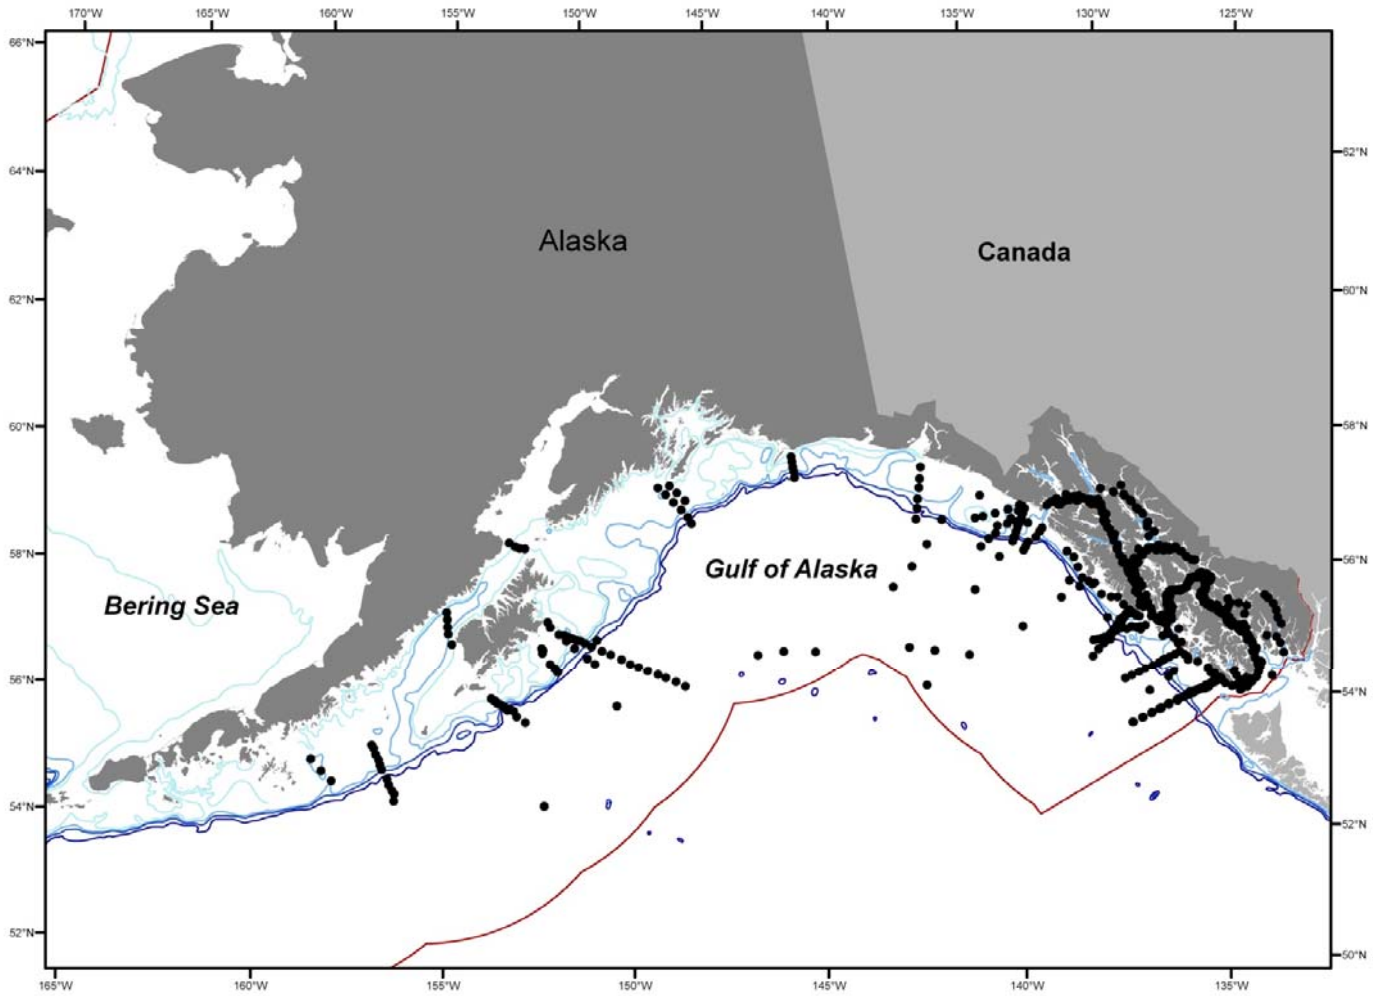 170°W 165°W 160°W 155°W 150°W 145°W 140°W 135°W 130°W 125°W
66°N
64°N
62°N
Alaska
Canada
62°N
60°N
60°N
58°N
58°N
56°N
Gulf of Alaska
Bering Sea
56°N
54°N
54°N
52°N
52°N
50°N
165°W 160°W 155°W 150°W 145°W 140°W 135°W